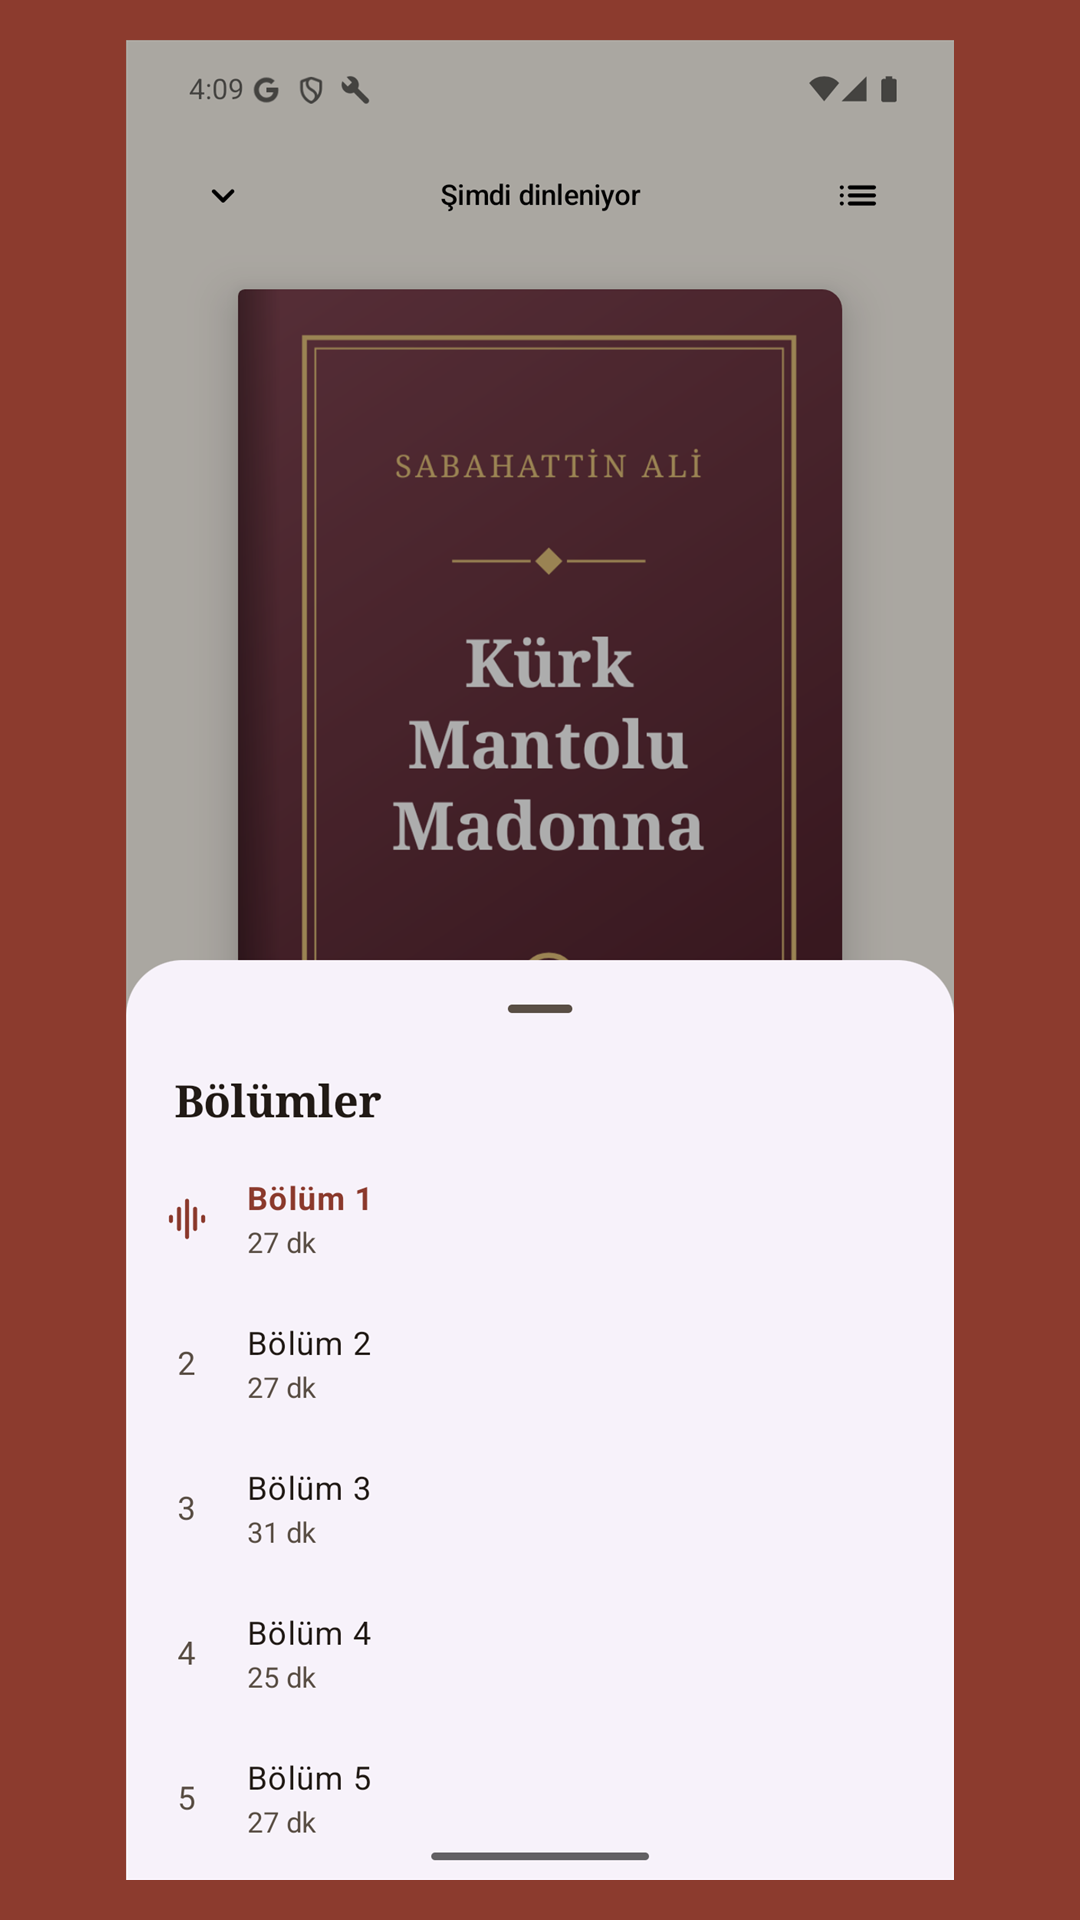 4:09
Şimdi dinleniyor
SABAHATTİN ALİ
Kürk
Mantolu
Madonna
Bölümler
Bölüm 1
27 dk
2
Bölüm 2
27 dk
3
Bölüm 3
31 dk
4
Bölüm 4
25 dk
5
Bölüm 5
27 dk